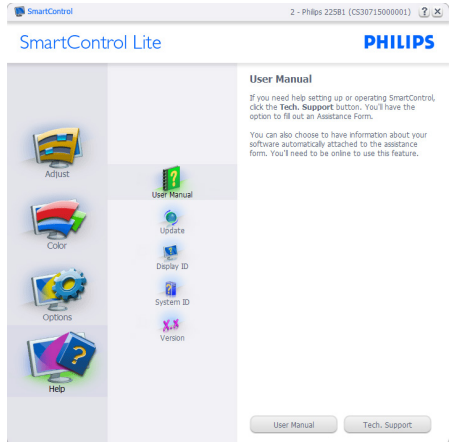 SmartControl
2 - Philips 225B1 (CS30715000001)
? X
SmartControl Lite
PHILIPS
Adjust
Color
Options
Help
User Manual
Update
Display ID
System ID
X.X
Version
User Manual
If you need help setting up or operating SmartControl,
click the Tech. Support button. You'll have the
option to fill out an Assistance Form.
You can also choose to have information about your
software automatically attached to the assistance
form. You'll need to be online to use this feature.
User Manual
Tech. Support